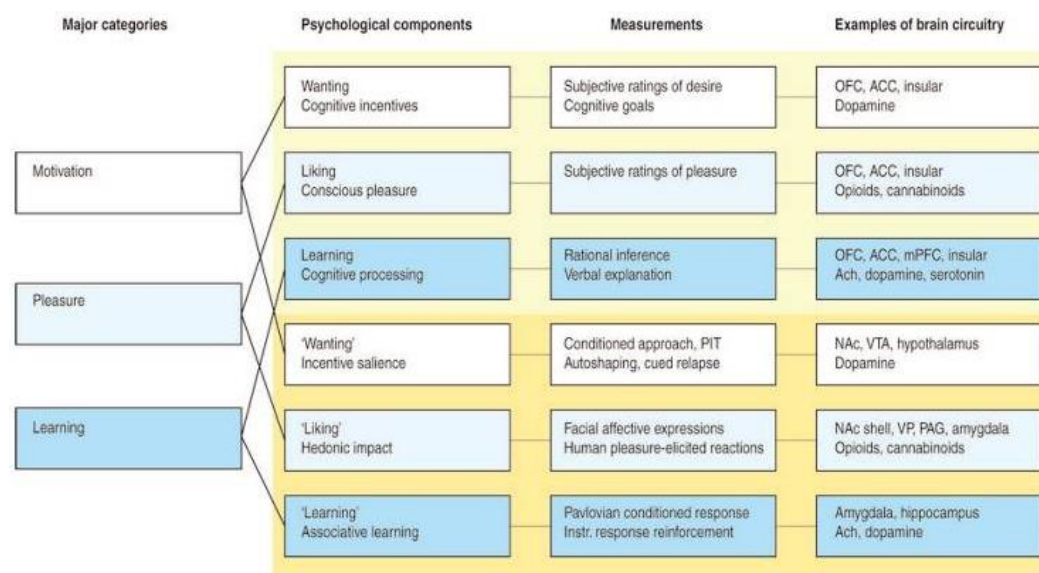 Major categories
Psychological components
Measurements
Examples of brain circuitry
Motivation
Pleasure
Learning
Wanting
Cognitive incentives
Subjective ratings of desire
Cognitive goals
OFC, ACC, insular
Dopamine
Liking
Conscious pleasure
Subjective ratings of pleasure
OFC, ACC, insular
Opioids, cannabinoids
Learning
Cognitive processing
Rational inference
Verbal explanation
OFC, ACC, mPFC, insular
Ach, dopamine, serotonin
'Wanting'
Incentive salience
Conditioned approach, PIT
Autoshaping, cued relapse
NAc, VTA, hypothalamus
Dopamine
'Liking'
Hedonic impact
Facial affective expressions
Human pleasure-elicited reactions
NAc shell, VP, PAG, amygdala
Opioids, cannabinoids
'Learning'
Associative learning
Pavlovian conditioned response
Instr. response reinforcement
Amygdala, hippocampus
Ach, dopamine